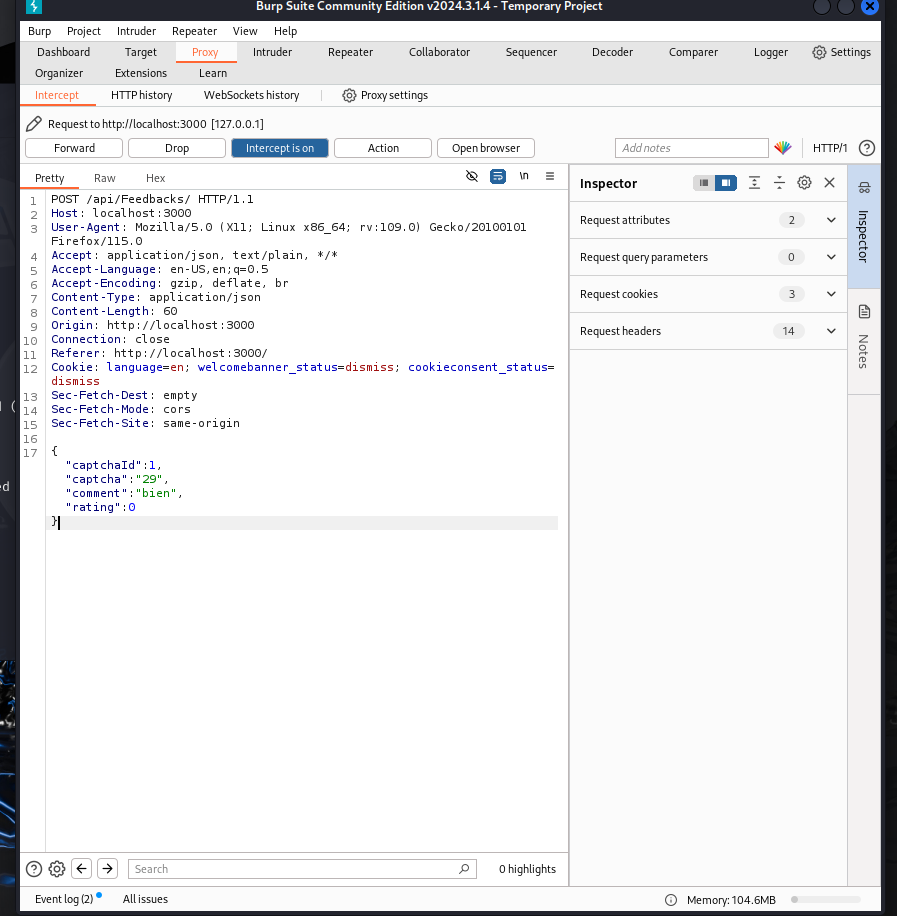 Burp Suite Community Edition v2024.3.1.4 - Temporary Project
Burp Project Intruder Repeater View Help
Dashboard Target Proxy Intruder Repeater Collaborator Sequencer Decoder Comparer Logger Settings
Organizer Extensions Learn
Intercept HTTP history WebSockets history Proxy settings
Request to http://localhost:3000 [127.0.0.1]
Forward Drop Intercept is on Action Open browser Add notes HTTP/1 ?
Pretty Raw Hex \n
1 POST /api/Feedbacks/ HTTP/1.1
2 Host: localhost:3000
3 User-Agent: Mozilla/5.0 (X11; Linux x86_64; rv:109.0) Gecko/20100101
Firefox/115.0
4 Accept: application/json, text/plain, */*
5 Accept-Language: en-US,en;q=0.5
6 Accept-Encoding: gzip, deflate, br
7 Content-Type: application/json
8 Content-Length: 60
9 Origin: http://localhost:3000
10 Connection: close
11 Referer: http://localhost:3000/
12 Cookie: language=en; welcomebanner_status=dismiss; cookieconsent_status=
dismiss
13 Sec-Fetch-Dest: empty
14 Sec-Fetch-Mode: cors
15 Sec-Fetch-Site: same-origin
16
17 {
"captchaId":1,
"captcha":"29",
"comment":"bien",
"rating":0
}
Inspector
Request attributes 2
Request query parameters 0
Request cookies 3
Request headers 14
Inspector
Notes
ed
? Search 0 highlights
Event log (2) All issues Memory: 104.6MB